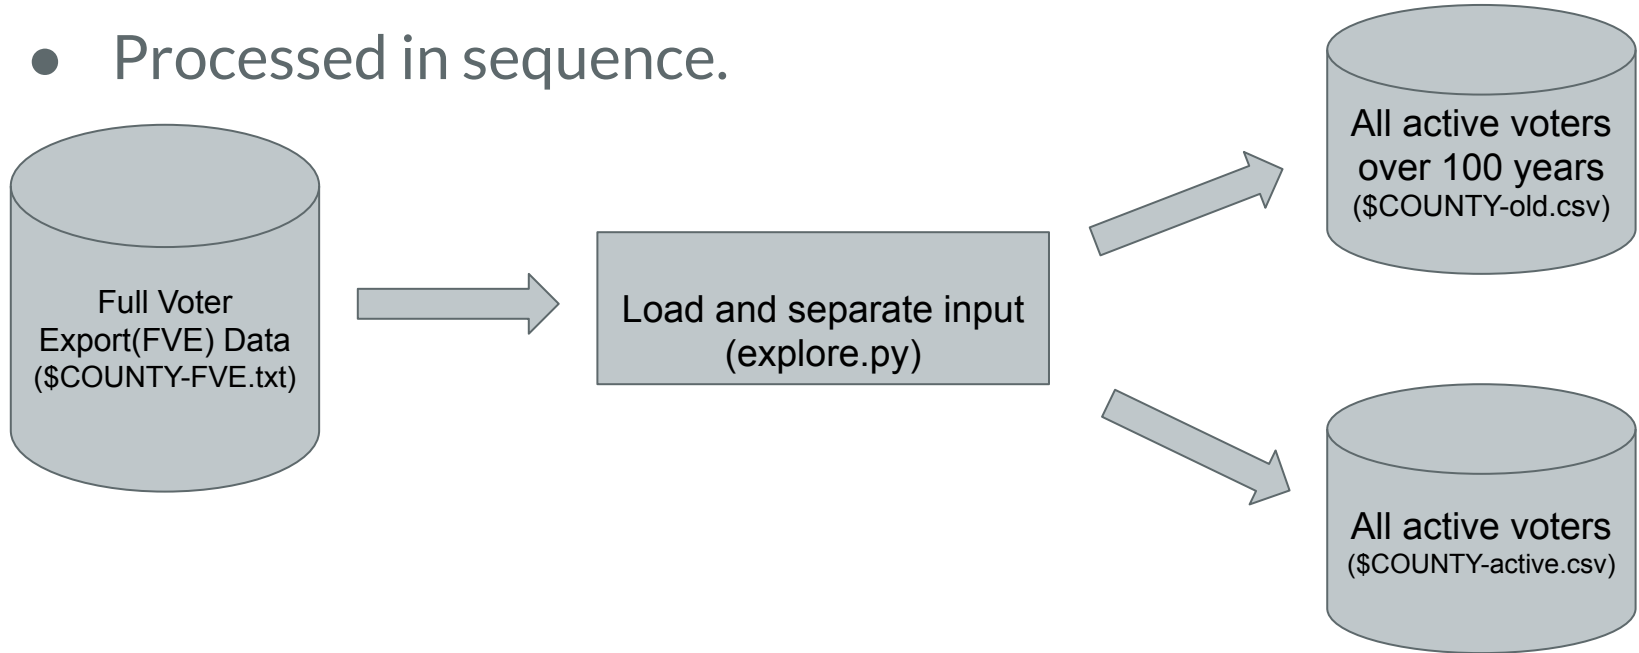 ● Processed in sequence.
Full Voter
Export(FVE) Data
($COUNTY-FVE.txt)
Load and separate input
(explore.py)
All active voters
over 100 years
($COUNTY-old.csv)
All active voters
($COUNTY-active.csv)